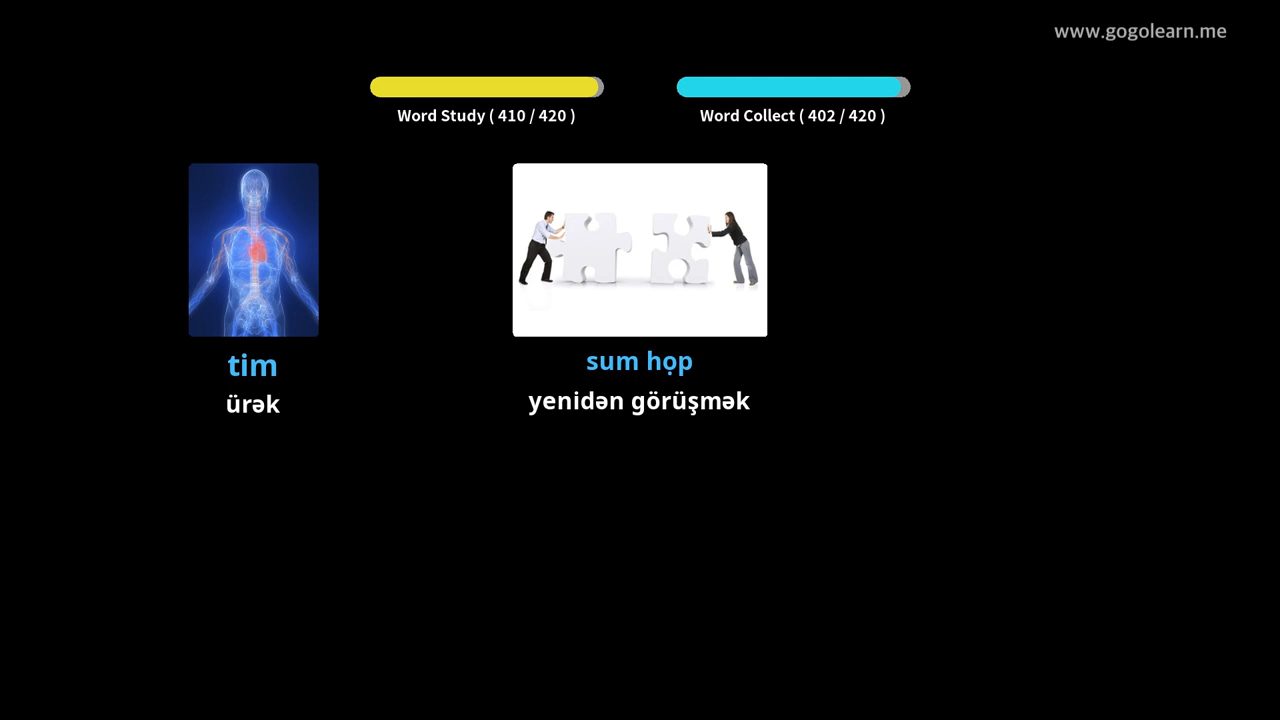 www.gogolearn.me
Word Study ( 410 / 420 )
Word Collect ( 402 / 420 )
tim
ürək
sum họp
yenidən görüşmək